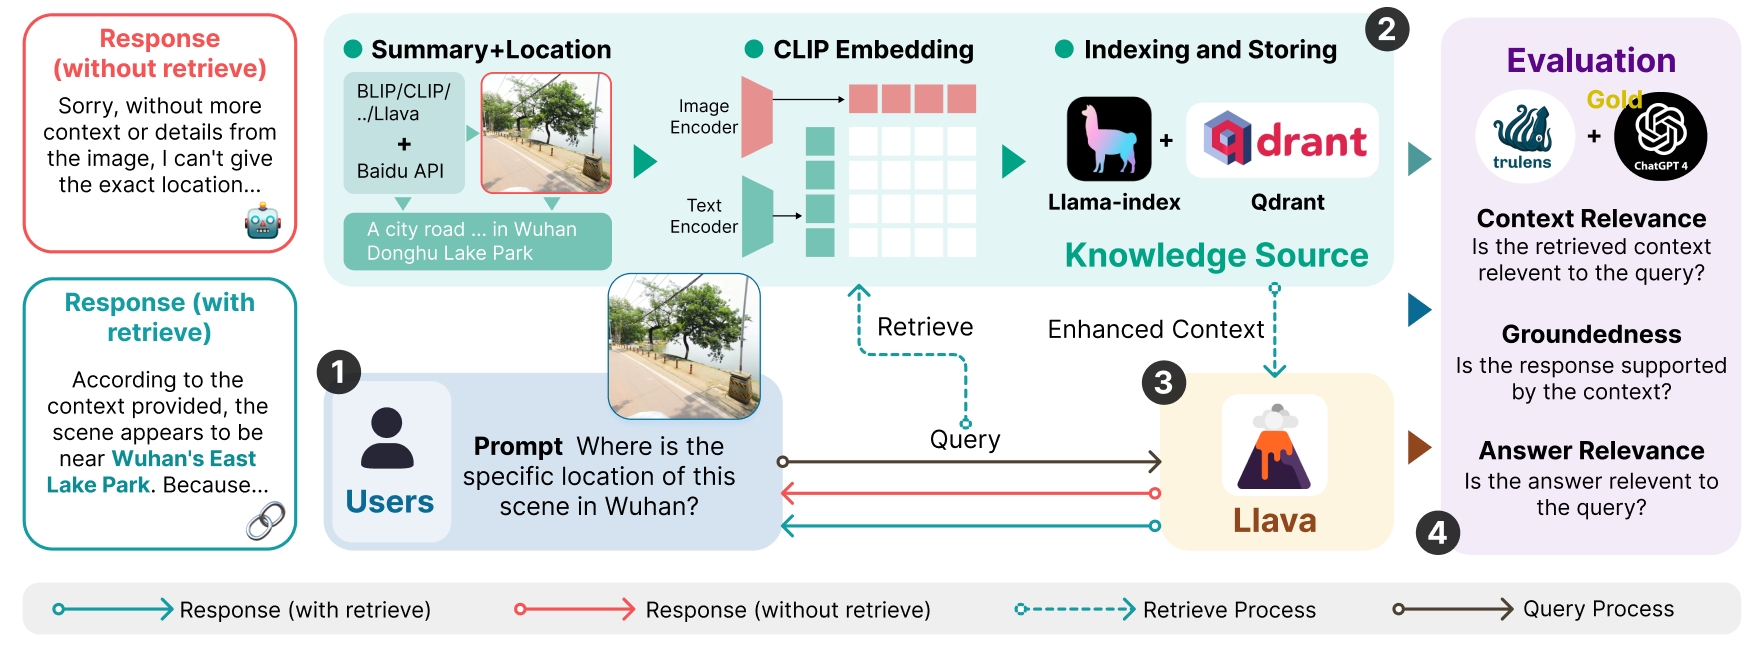 Response
(without retrieve)
Sorry, without more
context or details from
the image, I can't give
the exact location...
Response (with
retrieve)
According to the
context provided, the
scene appears to be
near Wuhan's East
Lake Park. Because...
2
Summary+Location
BLIP/CLIP/
../Llava
+
Baidu API
A city road ... in Wuhan
Donghu Lake Park
CLIP Embedding
Image
Encoder
Text
Encoder
Indexing and Storing
+
qdrant
Llama-index
Qdrant
Knowledge Source
Retrieve
Enhanced Context
1
Users
Prompt Where is the
specific location of this
scene in Wuhan?
Query
3
Llava
Evaluation
Gold
trulens
+
ChatGPT 4
Context Relevance
Is the retrieved context
relevent to the query?
Groundedness
Is the response supported
by the context?
Answer Relevance
Is the answer relevent to
the query?
4
Response (with retrieve)
Response (without retrieve)
Retrieve Process
Query Process